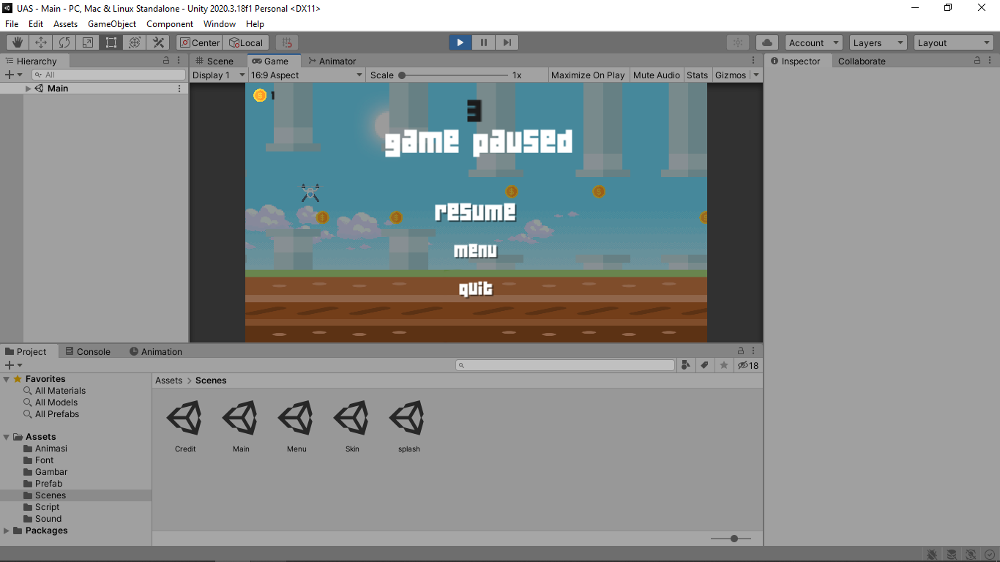 UAS - Main - PC, Mac & Linux Standalone - Unity 2020.3.18f1 Personal <DX11>
File Edit Assets GameObject Component Window Help
Center Local Account Layers Layout
Hierarchy
All
Main
Scene Game Animator
Display 1 16:9 Aspect Scale 1x Maximize On Play Mute Audio Stats Gizmos
1
3
game paused
resume
menu
quit
Inspector Collaborate
Project Console Animation
18
Favorites
All Materials
All Models
All Prefabs
Assets
Animasi
Font
Gambar
Prefab
Scenes
Script
Sound
Packages
Assets > Scenes
Credit Main Menu Skin splash